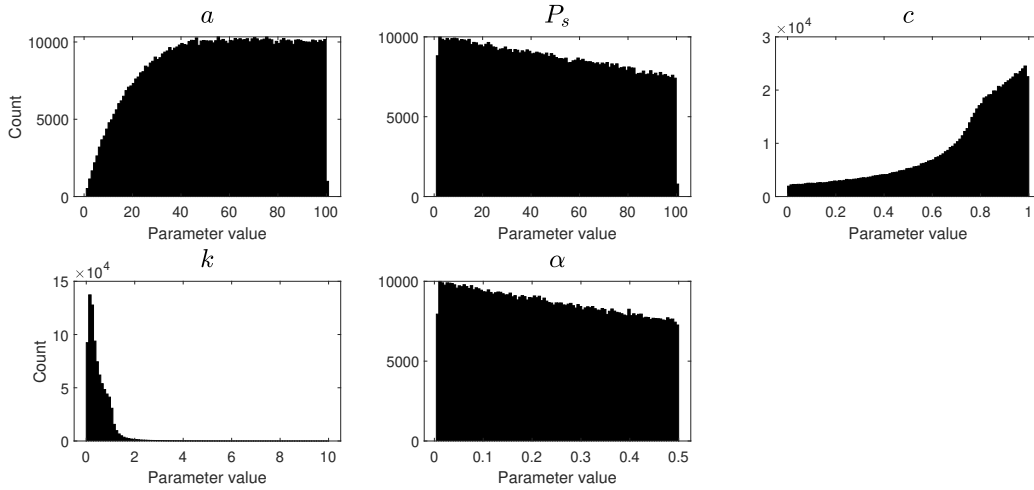 a
10000
5000
0
Count
0 20 40 60 80 100
Parameter value
P_s
10000
5000
0
0 20 40 60 80 100
Parameter value
c
×10^4
3
2
1
0
0 0.2 0.4 0.6 0.8 1
Parameter value
k
×10^4
15
10
5
0
Count
0 2 4 6 8 10
Parameter value
α
10000
5000
0
0 0.1 0.2 0.3 0.4 0.5
Parameter value